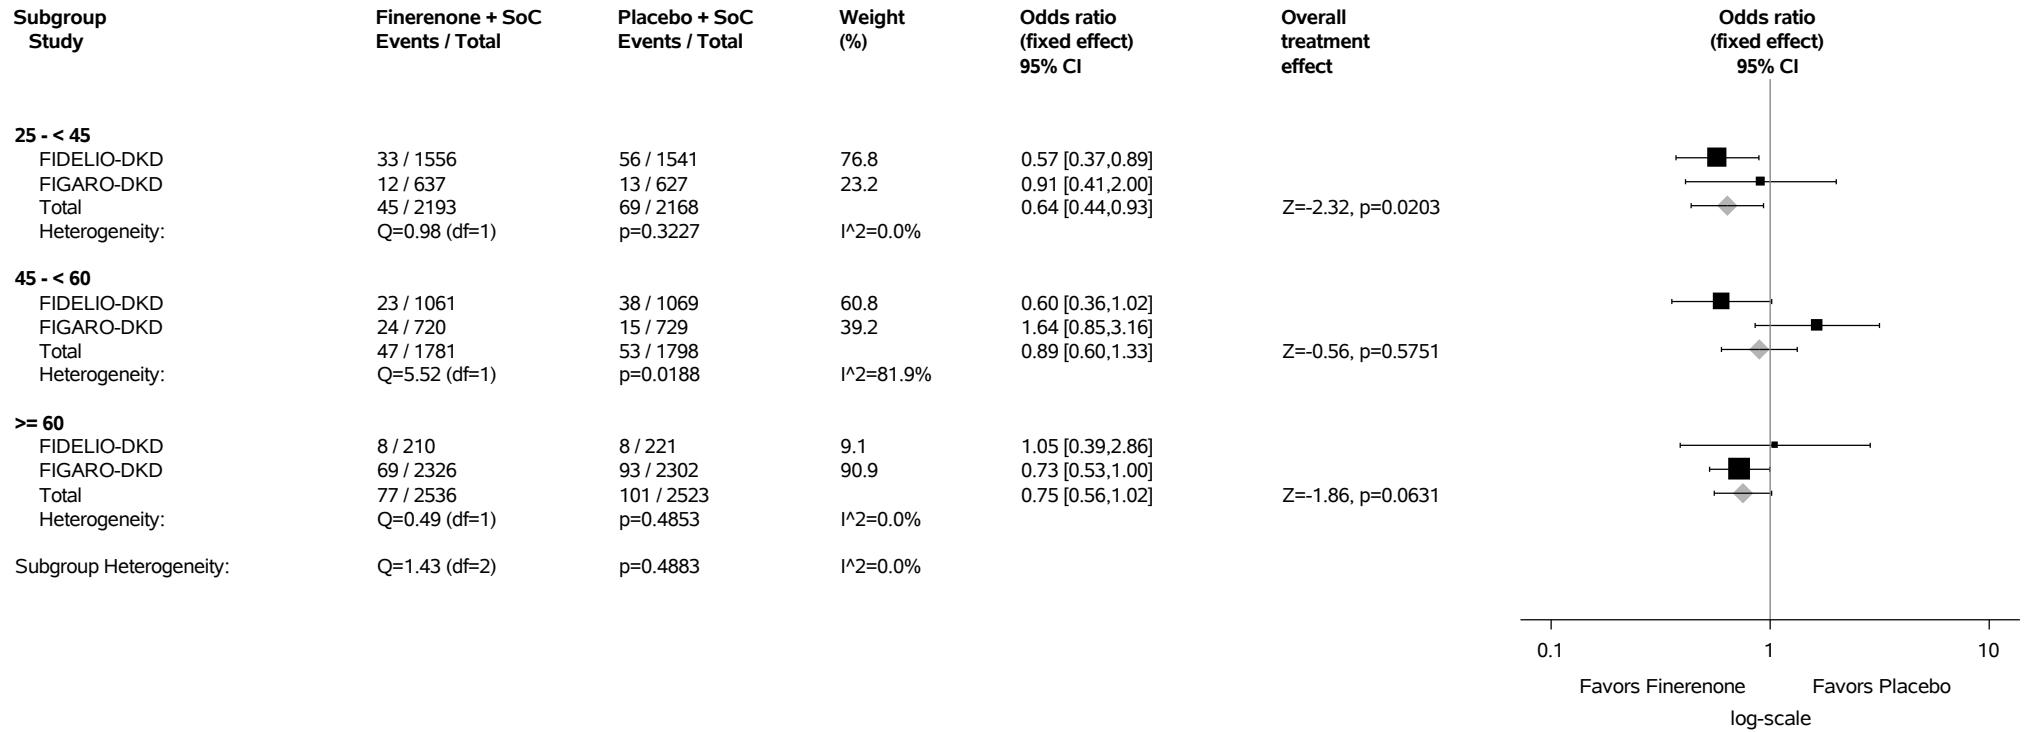 Subgroup Finerenone + SoC Placebo + SoC Weight Odds ratio Overall Odds ratio
Study Events / Total Events / Total (%) (fixed effect) treatment (fixed effect)
95% CI effect 95% CI
25 - < 45
FIDELIO-DKD 33 / 1556 56 / 1541 76.8 0.57 [0.37,0.89]
FIGARO-DKD 12 / 637 13 / 627 23.2 0.91 [0.41,2.00]
Total 45 / 2193 69 / 2168 0.64 [0.44,0.93] Z=-2.32, p=0.0203
Heterogeneity: Q=0.98 (df=1) p=0.3227 I^2=0.0%
45 - < 60
FIDELIO-DKD 23 / 1061 38 / 1069 60.8 0.60 [0.36,1.02]
FIGARO-DKD 24 / 720 15 / 729 39.2 1.64 [0.85,3.16]
Total 47 / 1781 53 / 1798 0.89 [0.60,1.33] Z=-0.56, p=0.5751
Heterogeneity: Q=5.52 (df=1) p=0.0188 I^2=81.9%
>= 60
FIDELIO-DKD 8 / 210 8 / 221 9.1 1.05 [0.39,2.86]
FIGARO-DKD 69 / 2326 93 / 2302 90.9 0.73 [0.53,1.00]
Total 77 / 2536 101 / 2523 0.75 [0.56,1.02] Z=-1.86, p=0.0631
Heterogeneity: Q=0.49 (df=1) p=0.4853 I^2=0.0%
Subgroup Heterogeneity: Q=1.43 (df=2) p=0.4883 I^2=0.0%
0.1 1 10
Favors Finerenone Favors Placebo
log-scale